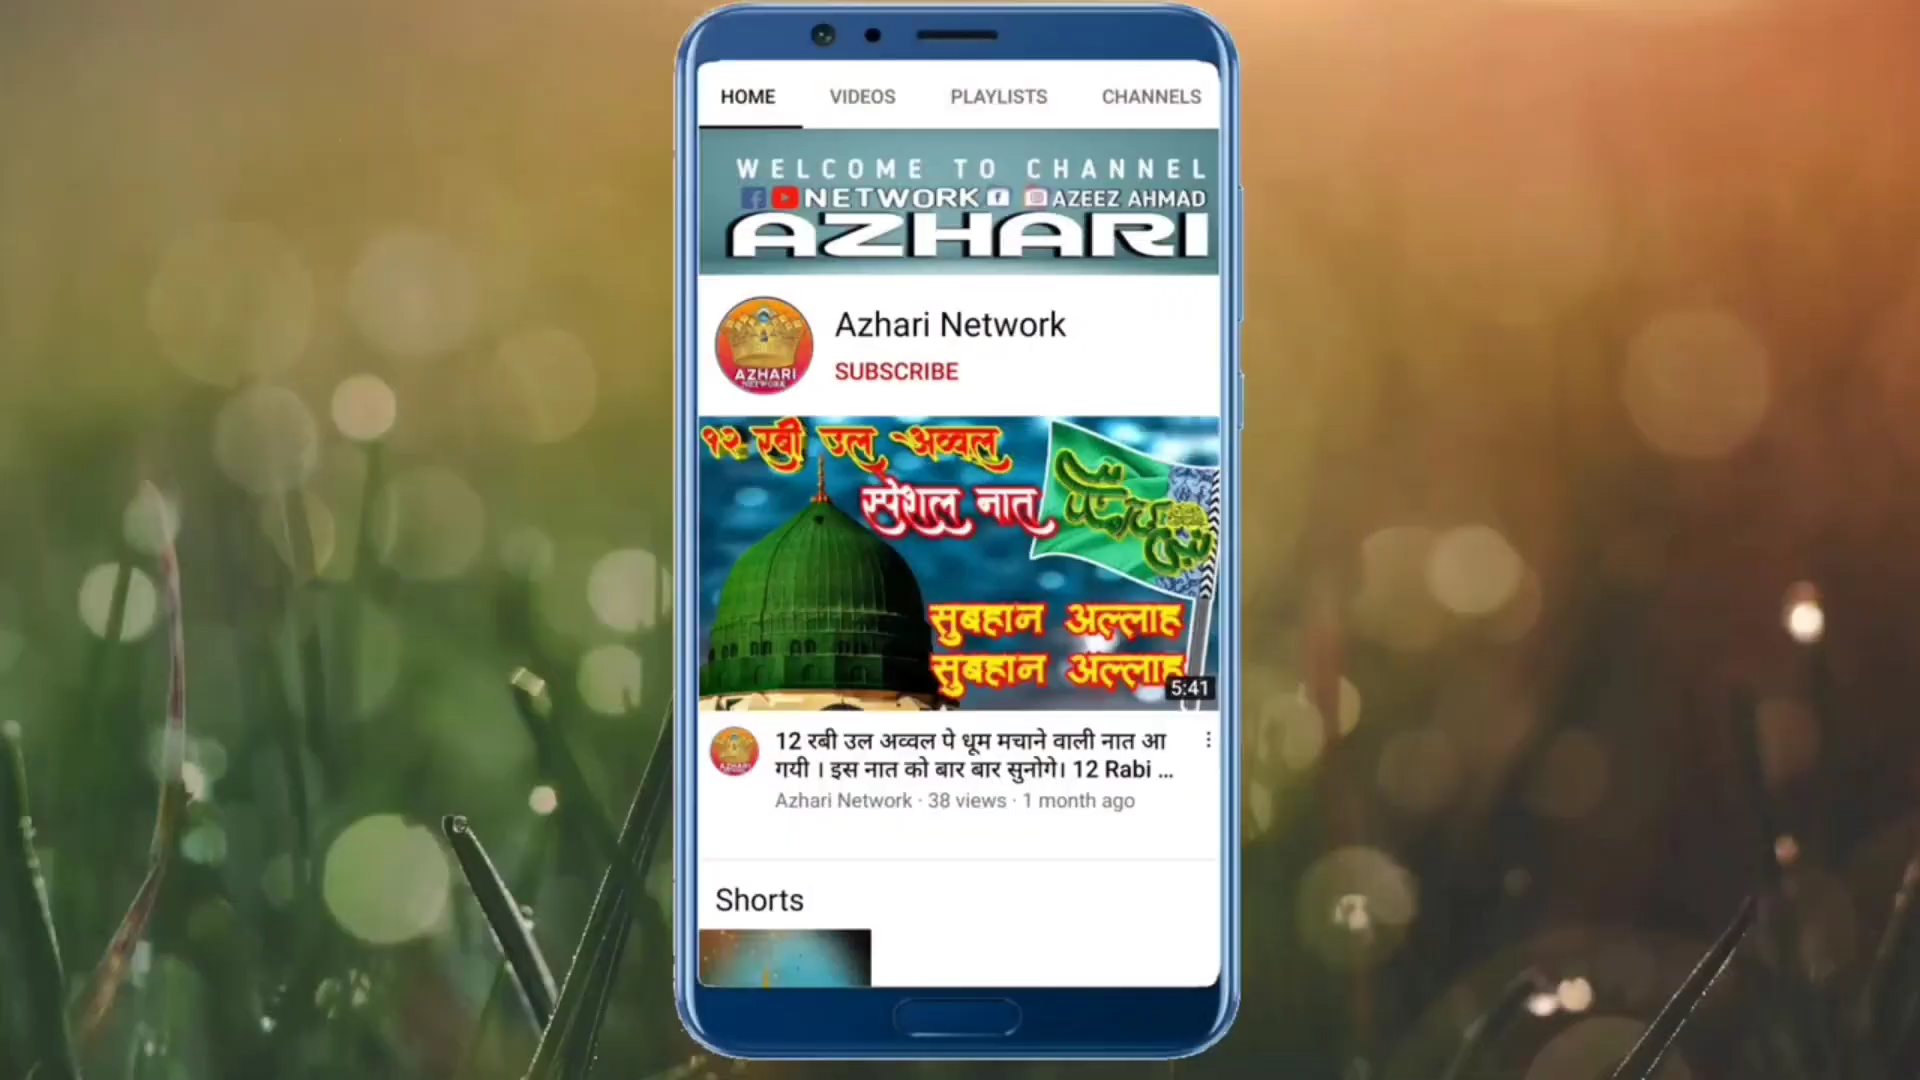 HOME VIDEOS PLAYLISTS CHANNELS
WELCOME TO CHANNEL
NETWORK AZEEZ AHMAD
AZHARI
AZHARI
NETWORK
Azhari Network
SUBSCRIBE
१२ रबी उल अव्वल
स्पेशल नात
सुबहान अल्लाह
सुबहान अल्लाह
5:41
12 रबी उल अव्वल पे धूम मचाने वाली नात आ
गयी । इस नात को बार बार सुनोगे। 12 Rabi ...
Azhari Network · 38 views · 1 month ago
Shorts